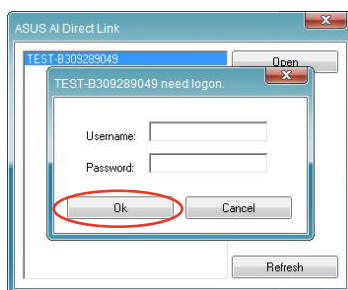 ASUS AI Direct Link
TEST-B309289049
Open
TEST-B309289049 need logon.
Username:
Password:
Ok
Cancel
Refresh